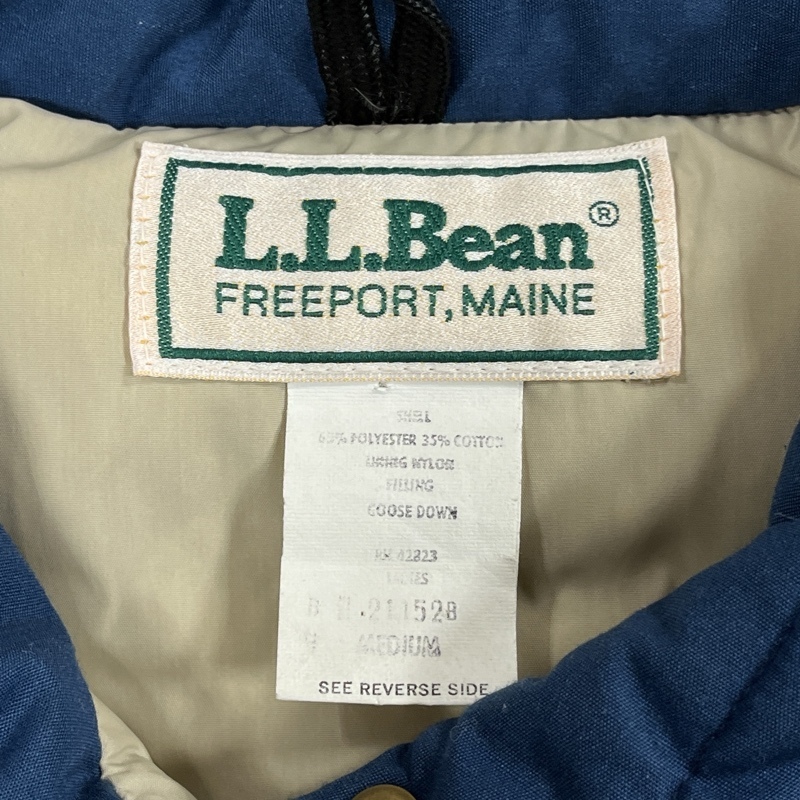 L.L.Bean®
FREEPORT, MAINE
SHELL
65% POLYESTER 35% COTTON
LINING NYLON
FILLING
GOOSE DOWN
RN 42823
LADIES
211528
MEDIUM
SEE REVERSE SIDE